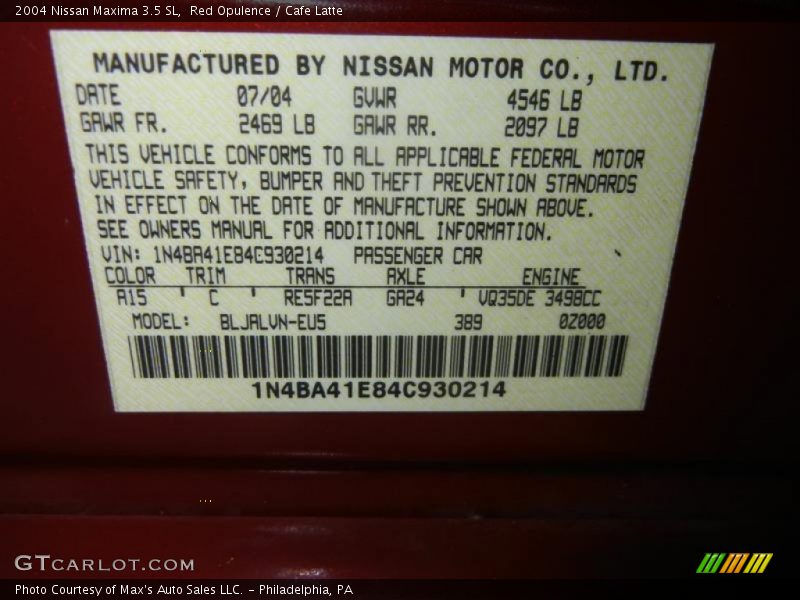 2004 Nissan Maxima 3.5 SL, Red Opulence / Cafe Latte
MANUFACTURED BY NISSAN MOTOR CO., LTD.
DATE 07/04 GVWR 4546 LB
GAWR FR. 2469 LB GAWR RR. 2097 LB
THIS VEHICLE CONFORMS TO ALL APPLICABLE FEDERAL MOTOR
VEHICLE SAFETY, BUMPER AND THEFT PREVENTION STANDARDS
IN EFFECT ON THE DATE OF MANUFACTURE SHOWN ABOVE.
SEE OWNERS MANUAL FOR ADDITIONAL INFORMATION.
VIN: 1N4BA41E84C930214 PASSENGER CAR
COLOR TRIM TRANS AXLE ENGINE
A15 C RE5F22A GA24 VQ35DE 3498CC
MODEL: BLJALVN-EU5 389 0Z000
1N4BA41E84C930214
GTCARLOT.COM
Photo Courtesy of Max's Auto Sales LLC. – Philadelphia, PA